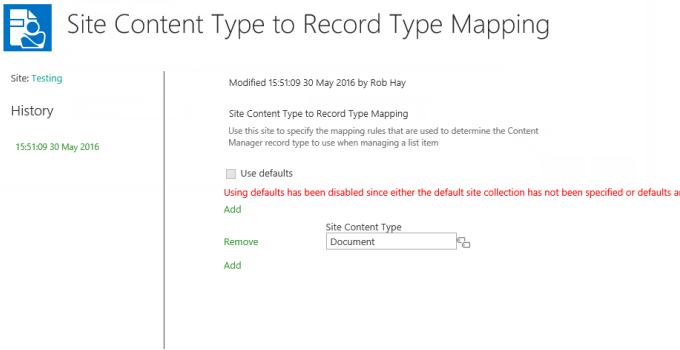 Site Content Type to Record Type Mapping
Site: Testing
History
15:51:09 30 May 2016
Modified 15:51:09 30 May 2016 by Rob Hay
Site Content Type to Record Type Mapping
Use this site to specify the mapping rules that are used to determine the Content
Manager record type to use when managing a list item
Use defaults
Using defaults has been disabled since either the default site collection has not been specified or defaults
Add
Site Content Type
Remove
Document
Add